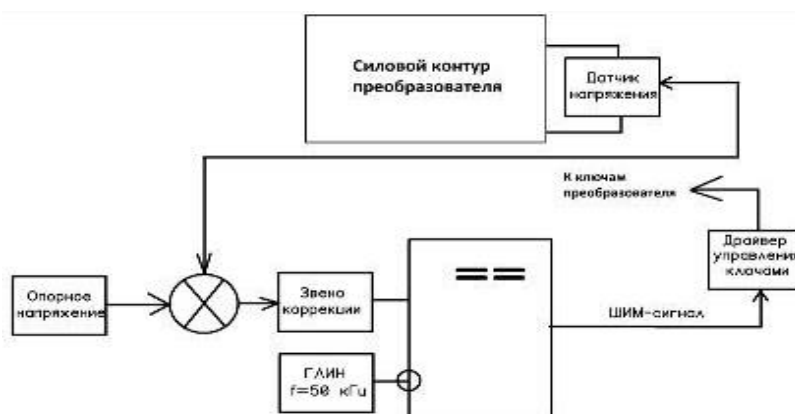 Силовой контур
преобразователя
Датчик
напряжения
К ключам
преобразователя
Драйвер
управления
ключами
Опорное
напряжение
Звено
коррекции
ШИМ-сигнал
ГЛИН
f=50 кГц